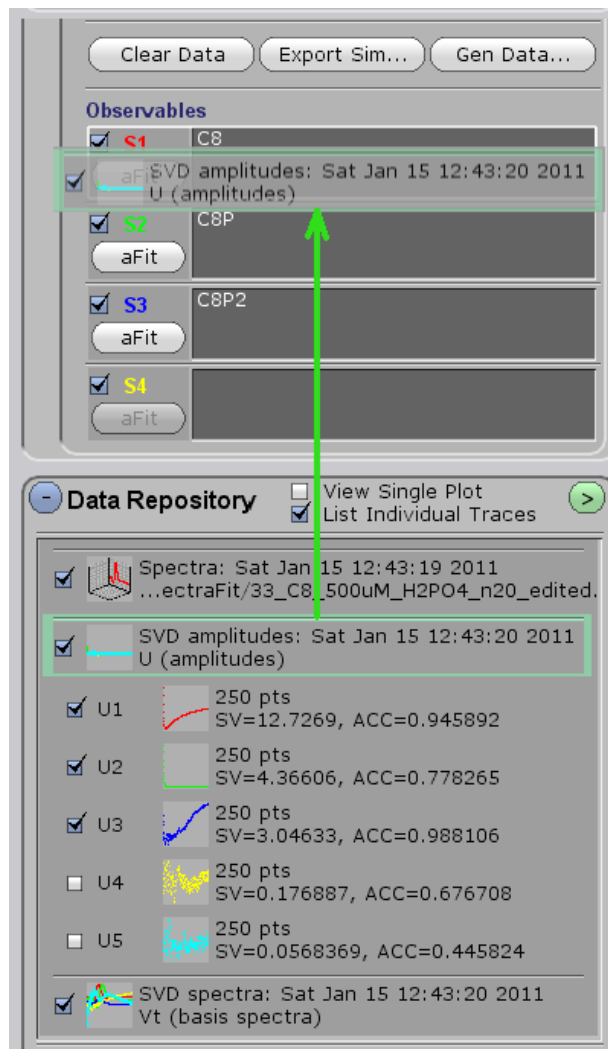 Clear Data
Export Sim...
Gen Data...
Observables
S1
C8
aFi
SVD amplitudes: Sat Jan 15 12:43:20 2011
U (amplitudes)
S2
C8P
aFit
S3
C8P2
aFit
S4
aFit
- Data Repository
View Single Plot
List Individual Traces
>
Spectra: Sat Jan 15 12:43:19 2011
...ectraFit/33_C8_500uM_H2PO4_n20_edited.
SVD amplitudes: Sat Jan 15 12:43:20 2011
U (amplitudes)
U1
250 pts
SV=12.7269, ACC=0.945892
U2
250 pts
SV=4.36606, ACC=0.778265
U3
250 pts
SV=3.04633, ACC=0.988106
U4
250 pts
SV=0.176887, ACC=0.676708
U5
250 pts
SV=0.0568369, ACC=0.445824
SVD spectra: Sat Jan 15 12:43:20 2011
Vt (basis spectra)